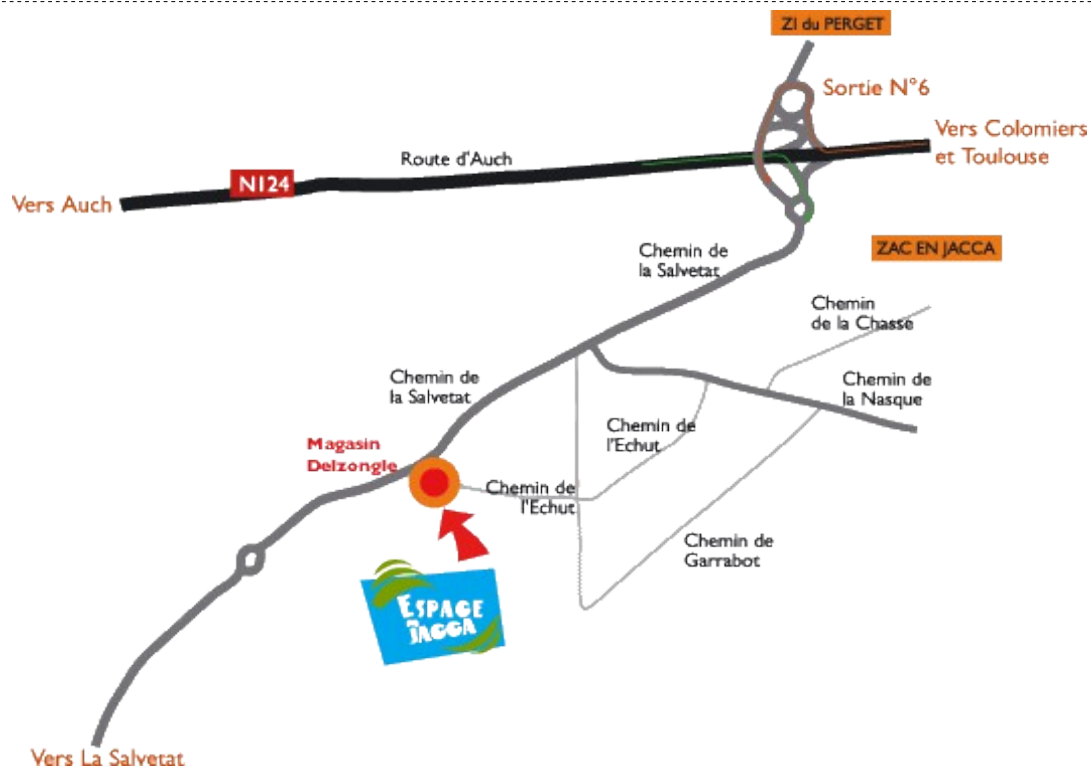 ZI du PERGET
Sortie N°6
Vers Colomiers
et Toulouse
Route d'Auch
N124
Vers Auch
Chemin de
la Salvetat
ZAC EN JACCA
Chemin
de la Chasse
Chemin de
la Salvetat
Chemin de
la Nasque
Chemin de
l'Echut
Magasin
Delzongle
Chemin de
l'Echut
Chemin de
Garrabot
ESPACE
EN JACCA
Vers La Salvetat